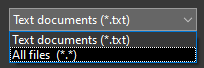 Text documents (*.txt)
Text documents (*.txt)
All files  (*.*)